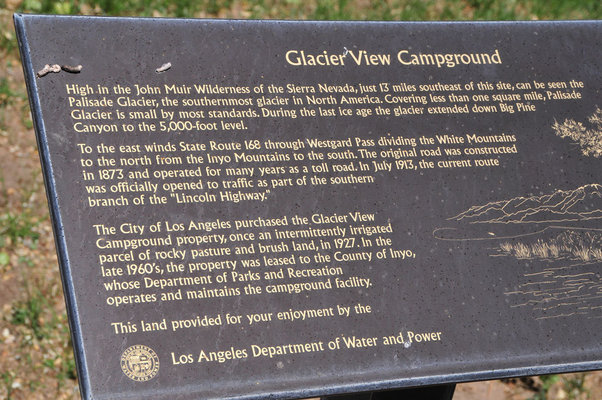 Glacier View Campground
High in the John Muir Wilderness of the Sierra Nevada, just 13 miles southeast of this site, can be seen the
Palisade Glacier, the southernmost glacier in North America. Covering less than one square mile, Palisade
Glacier is small by most standards. During the last ice age the glacier extended down Big Pine
Canyon to the 5,000-foot level.
To the east winds State Route 168 through Westgard Pass dividing the White Mountains
to the north from the Inyo Mountains to the south. The original road was constructed
in 1873 and operated for many years as a toll road. In July 1913, the current route
was officially opened to traffic as part of the southern
branch of the "Lincoln Highway."
The City of Los Angeles purchased the Glacier View
Campground property, once an intermittently irrigated
parcel of rocky pasture and brush land, in 1927. In the
late 1960's, the property was leased to the County of Inyo,
whose Department of Parks and Recreation
operates and maintains the campground facility.
This land provided for your enjoyment by the
Los Angeles Department of Water and Power